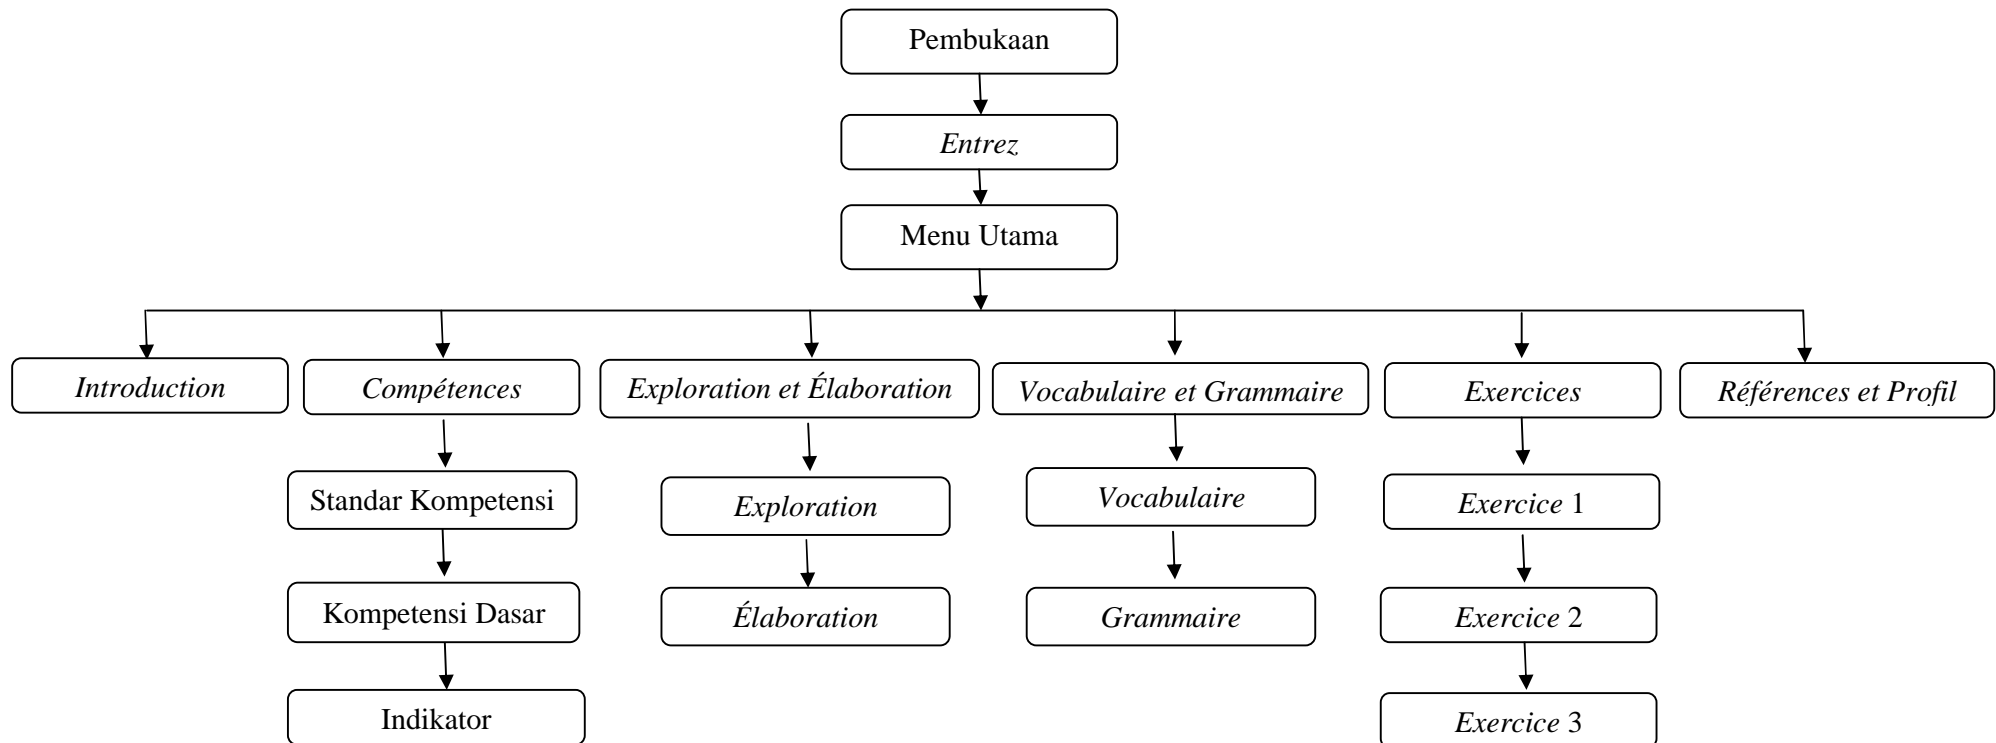 Pembukaan
Entrez
Menu Utama
Introduction
Compétences
Exploration et Élaboration
Vocabulaire et Grammaire
Exercices
Références et Profil
Standar Kompetensi
Exploration
Vocabulaire
Exercice 1
Kompetensi Dasar
Élaboration
Grammaire
Exercice 2
Indikator
Exercice 3